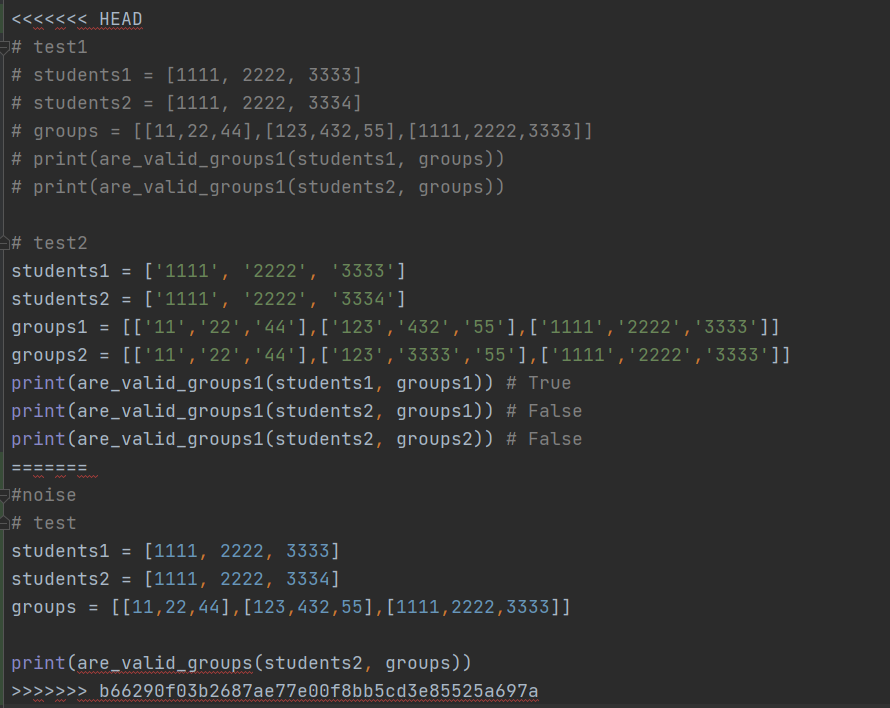 <<<<<<< HEAD
# test1
# students1 = [1111, 2222, 3333]
# students2 = [1111, 2222, 3334]
# groups = [[11,22,44],[123,432,55],[1111,2222,3333]]
# print(are_valid_groups1(students1, groups))
# print(are_valid_groups1(students2, groups))
# test2
students1 = ['1111', '2222', '3333']
students2 = ['1111', '2222', '3334']
groups1 = [['11','22','44'],['123','432','55'],['1111','2222','3333']]
groups2 = [['11','22','44'],['123','3333','55'],['1111','2222','3333']]
print(are_valid_groups1(students1, groups1)) # True
print(are_valid_groups1(students2, groups1)) # False
print(are_valid_groups1(students2, groups2)) # False
=======
#noise
# test
students1 = [1111, 2222, 3333]
students2 = [1111, 2222, 3334]
groups = [[11,22,44],[123,432,55],[1111,2222,3333]]
print(are_valid_groups(students2, groups))
>>>>>>> b66290f03b2687ae77e00f8bb5cd3e85525a697a